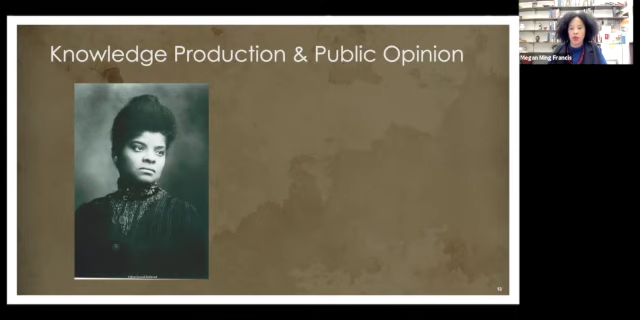 Knowledge Production & Public Opinion
Megan Ming Francis